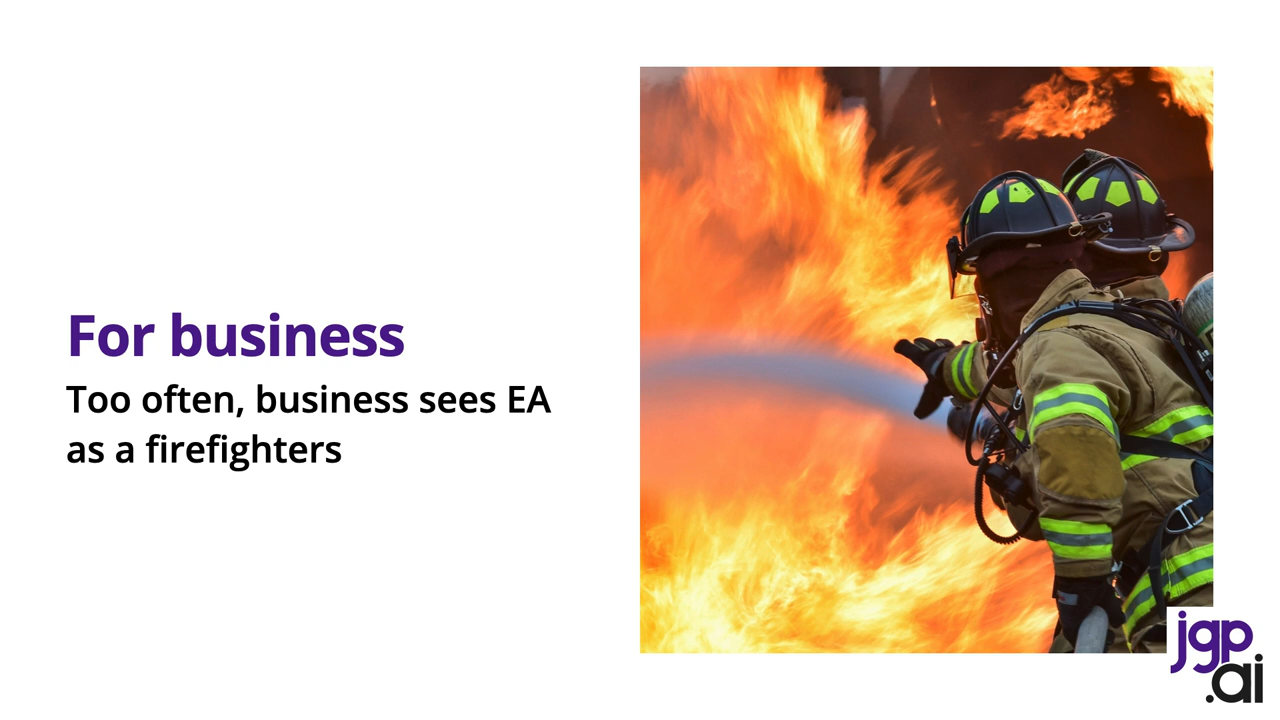 For business
Too often, business sees EA
as a firefighters
jgp
.ai